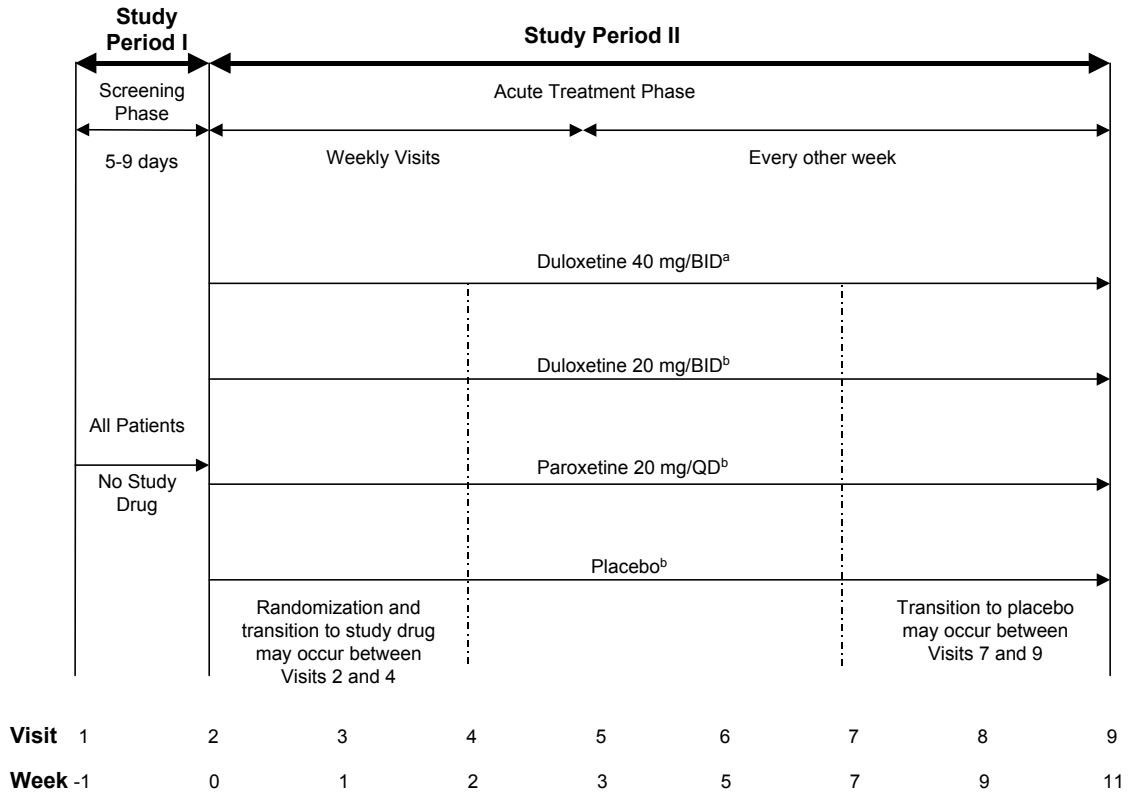 Study
Period I
Study Period II
Screening
Phase
Acute Treatment Phase
5-9 days
Weekly Visits
Every other week
Duloxetine 40 mg/BIDᵃ
Duloxetine 20 mg/BIDᵇ
All Patients
No Study
Drug
Paroxetine 20 mg/QDᵇ
Placeboᵇ
Randomization and
transition to study drug
may occur between
Visits 2 and 4
Transition to placebo
may occur between
Visits 7 and 9
Visit 1 2 3 4 5 6 7 8 9
Week -1 0 1 2 3 5 7 9 11